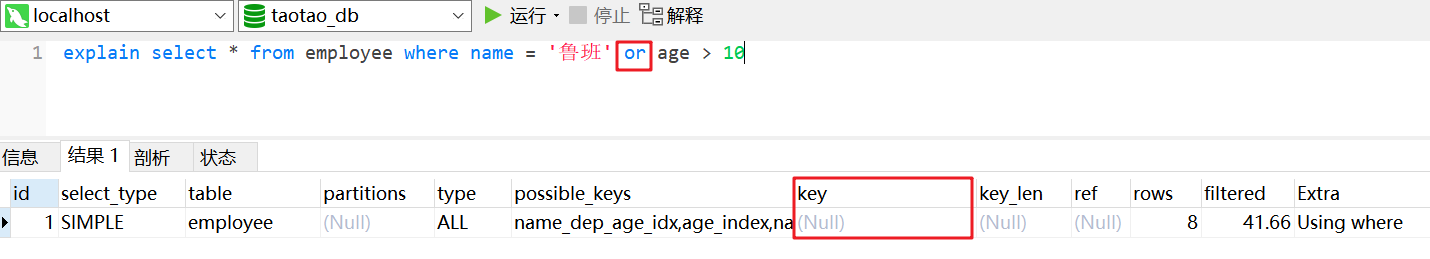 localhost taotao_db 运行 停止 解释
1 explain select * from employee where name = '鲁班' or age > 10
信息 结果 1 剖析 状态
id select_type table partitions type possible_keys key key_len ref rows filtered Extra
1 SIMPLE employee (Null) ALL name_dep_age_idx,age_index,na (Null) (Null) (Null) 8 41.66 Using where